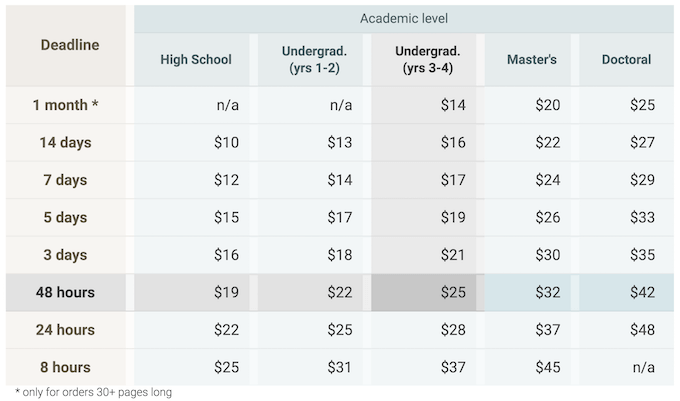 Academic level
Deadline
High School
Undergrad.
(yrs 1-2)
Undergrad.
(yrs 3-4)
Master's
Doctoral
1 month * n/a n/a $14 $20 $25
14 days $10 $13 $16 $22 $27
7 days $12 $14 $17 $24 $29
5 days $15 $17 $19 $26 $33
3 days $16 $18 $21 $30 $35
48 hours $19 $22 $25 $32 $42
24 hours $22 $25 $28 $37 $48
8 hours $25 $31 $37 $45 n/a
* only for orders 30+ pages long